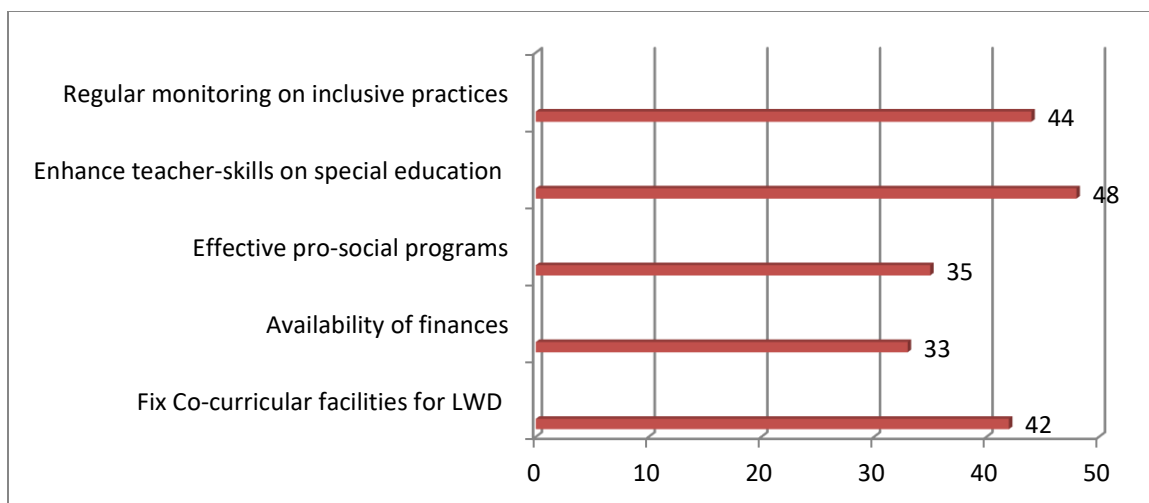 Regular monitoring on inclusive practices
44
Enhance teacher-skills on special education
48
Effective pro-social programs
35
Availability of finances
33
Fix Co-curricular facilities for LWD
42
0 10 20 30 40 50